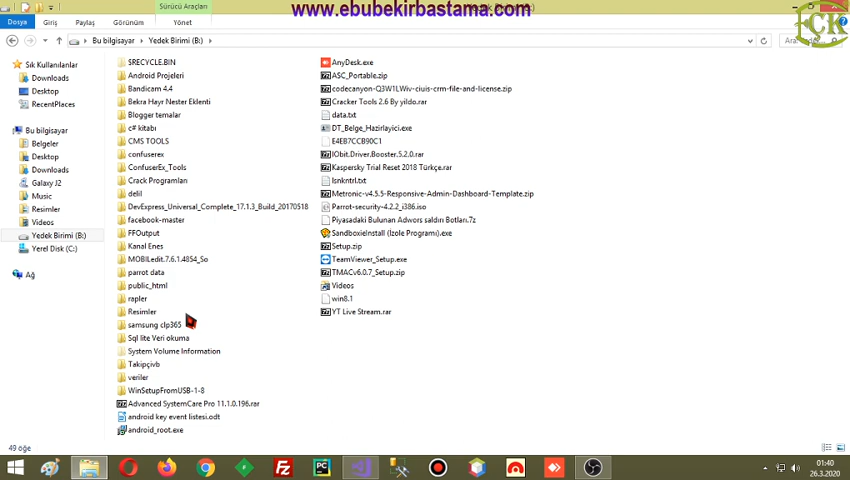 Sürücü Araçları
www.ebubekirbastama.com
Dosya
Giriş
Paylaş
Görünüm
Yönet
ECK
Bu bilgisayar
Yedek Birimi (B:)
Sık Kullanılanlar
Downloads
Desktop
RecentPlaces
Bu bilgisayar
Belgeler
Desktop
Downloads
Galaxy J2
Music
Resimler
Videos
Yedek Birimi (B:)
Yerel Disk (C:)
Ağ
$RECYCLE.BIN
Android Projeleri
Bandicam 4.4
Bekra Hayr Nester Eklenti
Blogger temalar
c# kitabı
CMS TOOLS
confuserex
ConfuserEx_Tools
Crack Programları
delil
DevExpress_Universal_Complete_17.1.3_Build_20170518
facebook-master
FFOutput
Kanal Enes
MOBILedit.7.6.1.4854_So
parrot data
public_html
rapler
Resimler
samsung clp365
Sql lite Veri okuma
System Volume Information
Takipçivb
veriler
WinSetupFromUSB-1-8
Advanced SystemCare Pro 11.1.0.196.rar
android key event listesi.odt
android_root.exe
AnyDesk.exe
ASC_Portable.zip
codecanyon-Q3W1LWiv-ciuis-crm-file-and-license.zip
Cracker Tools 2.6 By yildo.rar
data.txt
DT_Belge_Hazirlayici.exe
E4EB7CCB90C1
IObit.Driver.Booster.5.2.0.rar
Kaspersky Trial Reset 2018 Türkçe.rar
lsnkntrl.txt
Metronic-v4.5.5-Responsive-Admin-Dashboard-Template.zip
Parrot-security-4.2.2_i386.iso
Piyasadaki Bulunan Adwors saldırı Botları.7z
SandboxieInstall (İzole Programı).exe
Setup.zip
TeamViewer_Setup.exe
TMACv6.0.7_Setup.zip
Videos
win8.1
YT Live Stream.rar
49 öğe
01:40
26.3.2020